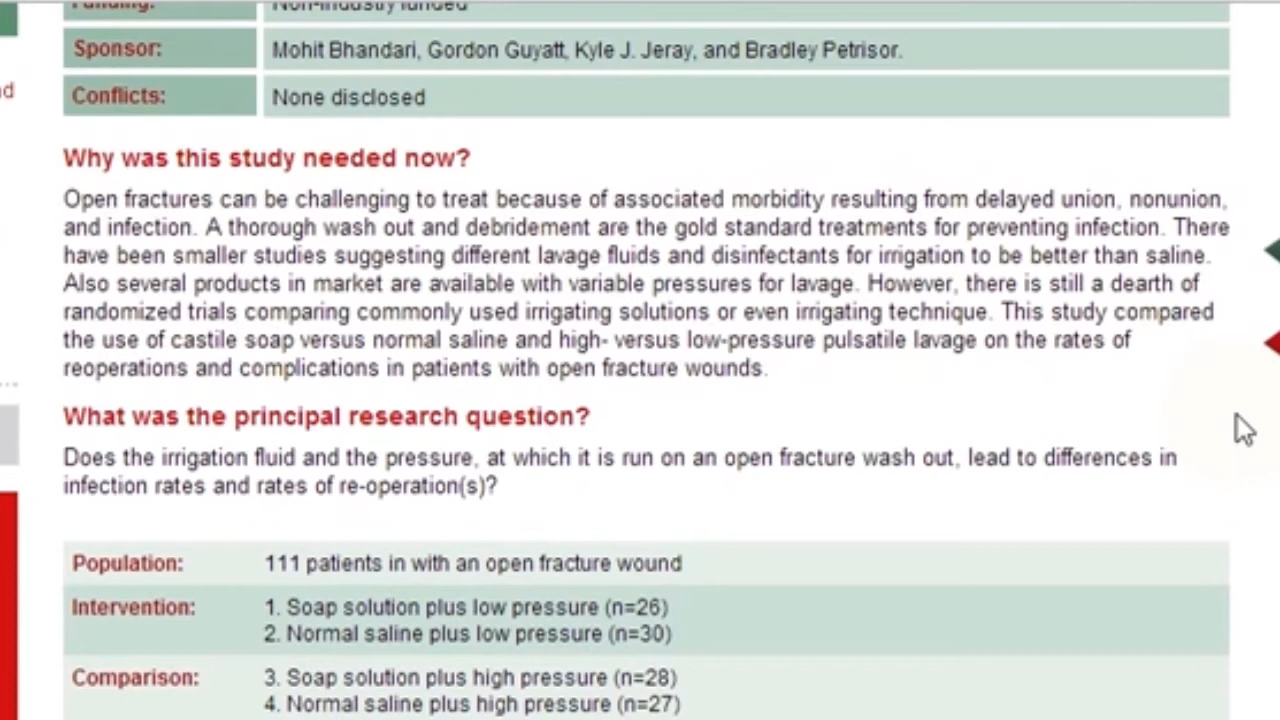 Funding: Non-industry funded
Sponsor: Mohit Bhandari, Gordon Guyatt, Kyle J. Jeray, and Bradley Petrisor.
nd
Conflicts: None disclosed
Why was this study needed now?
Open fractures can be challenging to treat because of associated morbidity resulting from delayed union, nonunion,
and infection. A thorough wash out and debridement are the gold standard treatments for preventing infection. There
have been smaller studies suggesting different lavage fluids and disinfectants for irrigation to be better than saline.
Also several products in market are available with variable pressures for lavage. However, there is still a dearth of
randomized trials comparing commonly used irrigating solutions or even irrigating technique. This study compared
the use of castile soap versus normal saline and high- versus low-pressure pulsatile lavage on the rates of
reoperations and complications in patients with open fracture wounds.
What was the principal research question?
Does the irrigation fluid and the pressure, at which it is run on an open fracture wash out, lead to differences in
infection rates and rates of re-operation(s)?
Population: 111 patients in with an open fracture wound
Intervention: 1. Soap solution plus low pressure (n=26)
2. Normal saline plus low pressure (n=30)
Comparison: 3. Soap solution plus high pressure (n=28)
4. Normal saline plus high pressure (n=27)